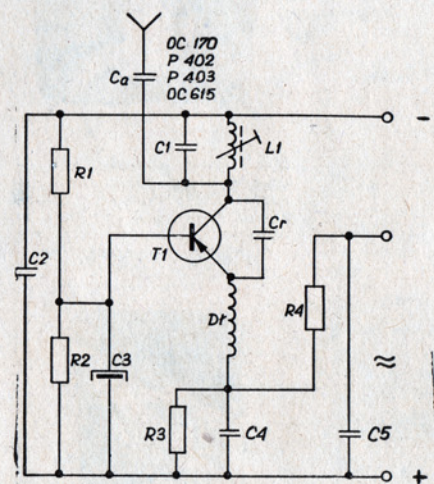 OC 170
P 402
P 403
OC 615
Ca
-
C1
L1
R1
Cr
T1
C2
R4
Dł
R2
C3
≈
R3
C4
C5
+